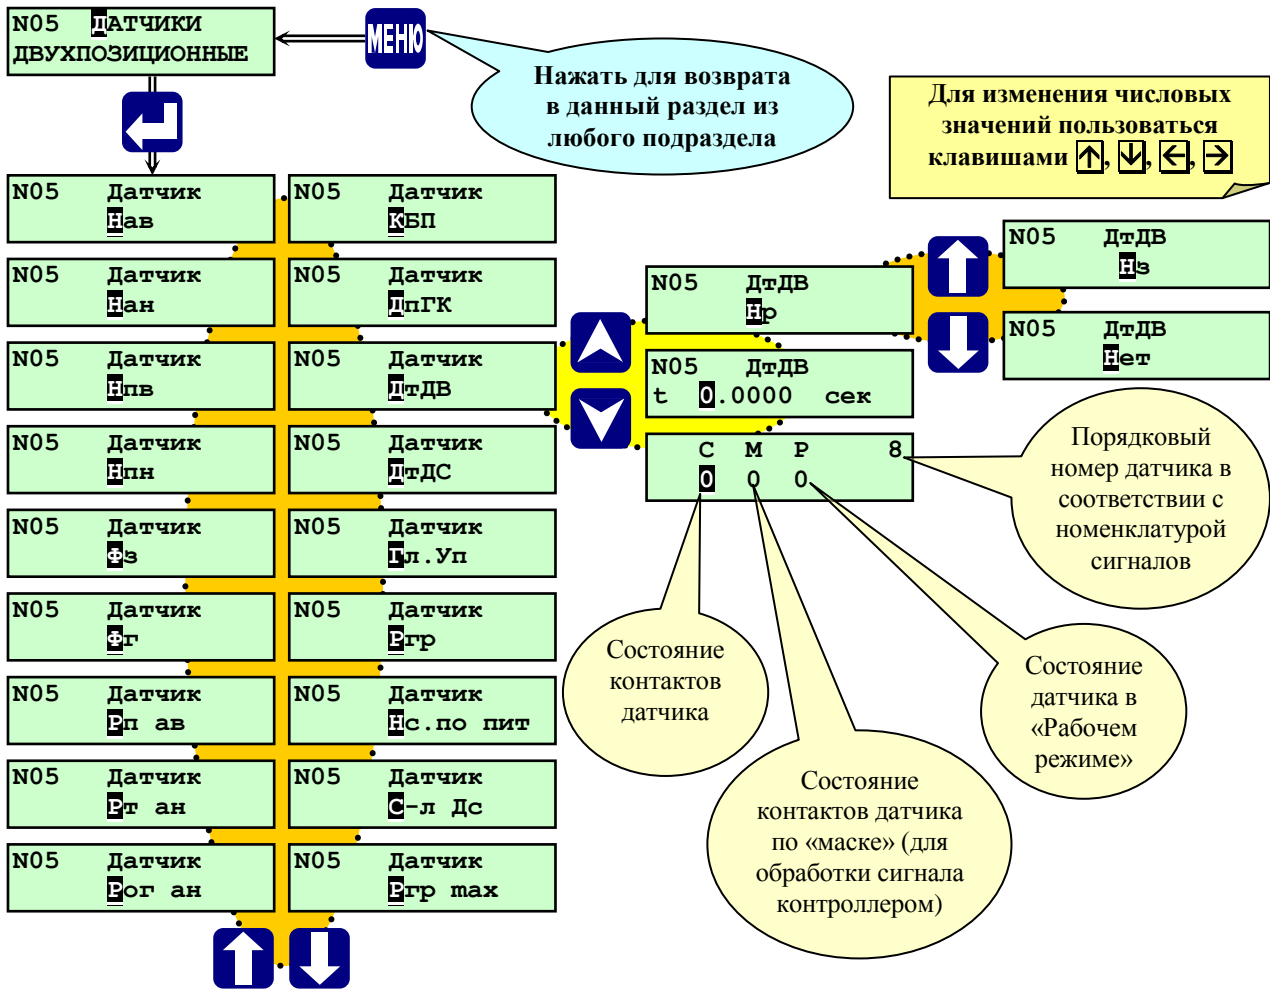 N05 ДАТЧИКИ
ДВУХПОЗИЦИОННЫЕ
МЕНЮ
Нажать для возврата
в данный раздел из
любого подраздела
Для изменения числовых
значений пользоваться
клавишами ↑, ↓, ←, →
N05 Датчик
Нав
N05 Датчик
Нан
N05 Датчик
Нпв
N05 Датчик
Нпн
N05 Датчик
Фз
N05 Датчик
Фг
N05 Датчик
Рп ав
N05 Датчик
Рт ан
N05 Датчик
Рог ан
N05 Датчик
КБП
N05 Датчик
ДпГК
N05 Датчик
ДтДВ
N05 Датчик
ДтДС
N05 Датчик
Гл.Уп
N05 Датчик
Ргр
N05 Датчик
Нс.по пит
N05 Датчик
С-л Дс
N05 Датчик
Ргр max
N05 ДтДВ
Нр
N05 ДтДВ
t 0.0000 сек
С М Р 8
0 0 0
N05 ДтДВ
Нз
N05 ДтДВ
Нет
Порядковый
номер датчика в
соответствии с
номенклатурой
сигналов
Состояние
контактов
датчика
Состояние
контактов датчика
по «маске» (для
обработки сигнала
контроллером)
Состояние
датчика в
«Рабочем
режиме»